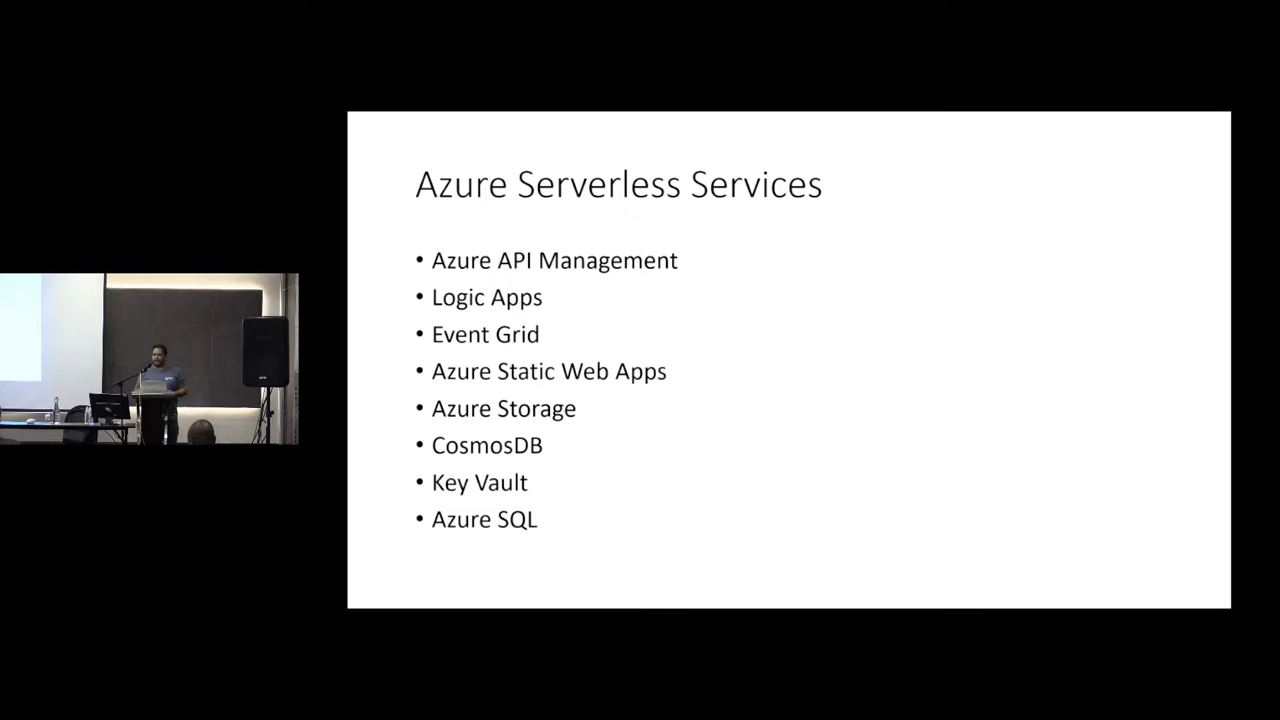 Azure Serverless Services
• Azure API Management
• Logic Apps
• Event Grid
• Azure Static Web Apps
• Azure Storage
• CosmosDB
• Key Vault
• Azure SQL